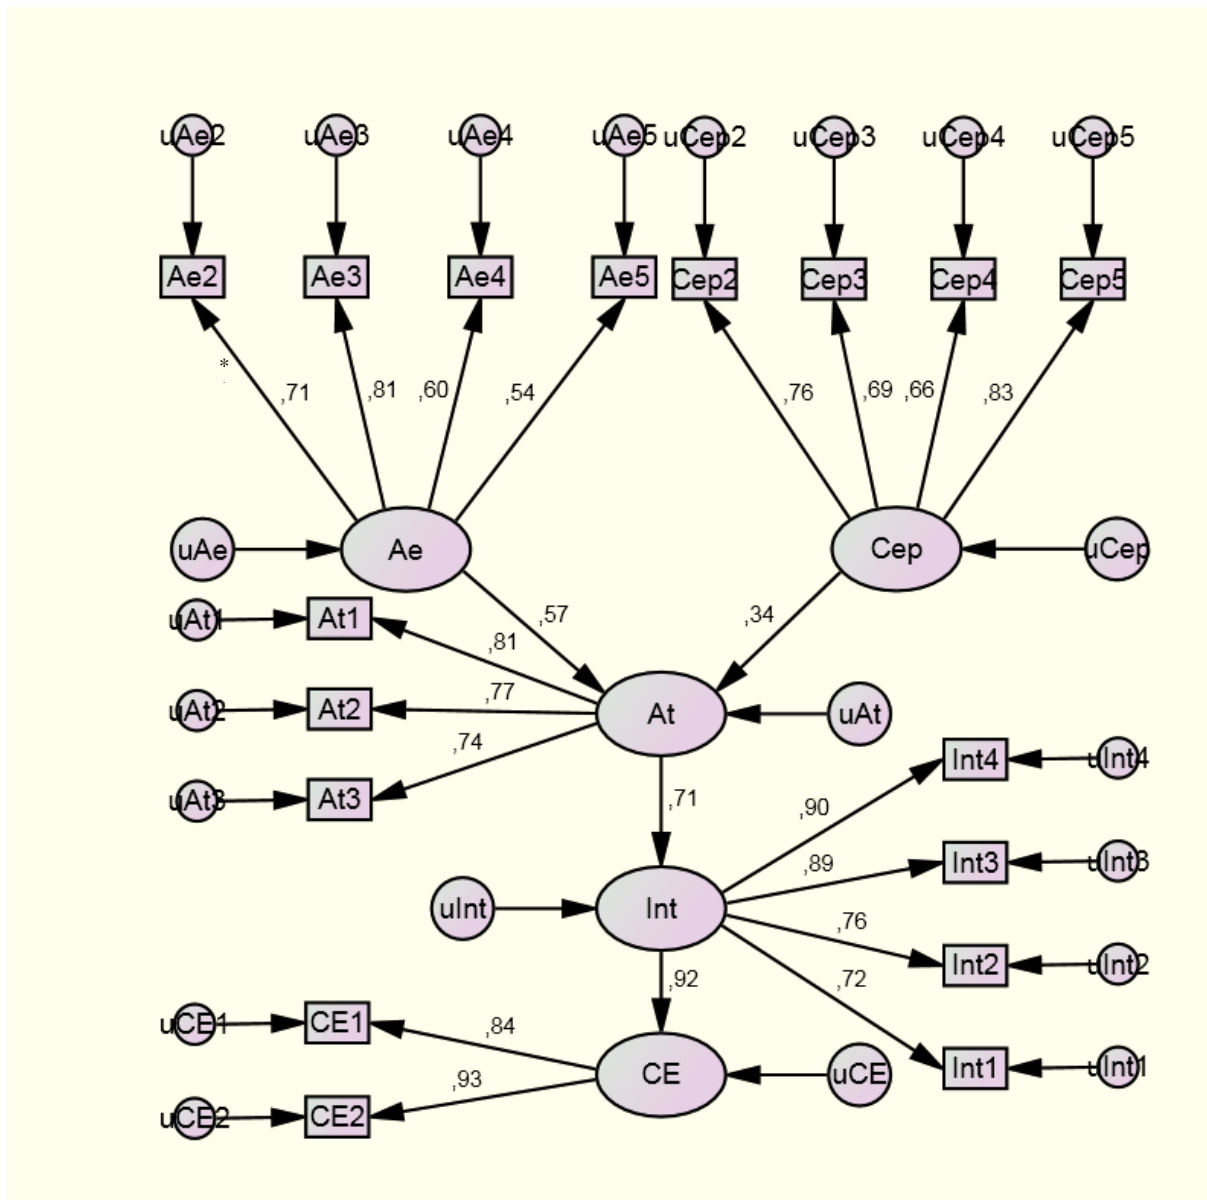 uAe2 uAe3 uAe4 uAe5 uCep2 uCep3 uCep4 uCep5
Ae2 Ae3 Ae4 Ae5 Cep2 Cep3 Cep4 Cep5
*
,71 ,81 ,60 ,54 ,76 ,69 ,66 ,83
uAe Ae Cep uCep
,57 ,34
uAt1 At1 ,81
uAt2 At2 ,77 At uAt
,74
uAt3 At3
Int4 uInt4
,71 ,90
,89 Int3 uInt3
uInt Int
,76
Int2 uInt2
,92 ,72
uCE1 CE1 ,84
Int1 uInt1
,93 CE uCE
uCE2 CE2